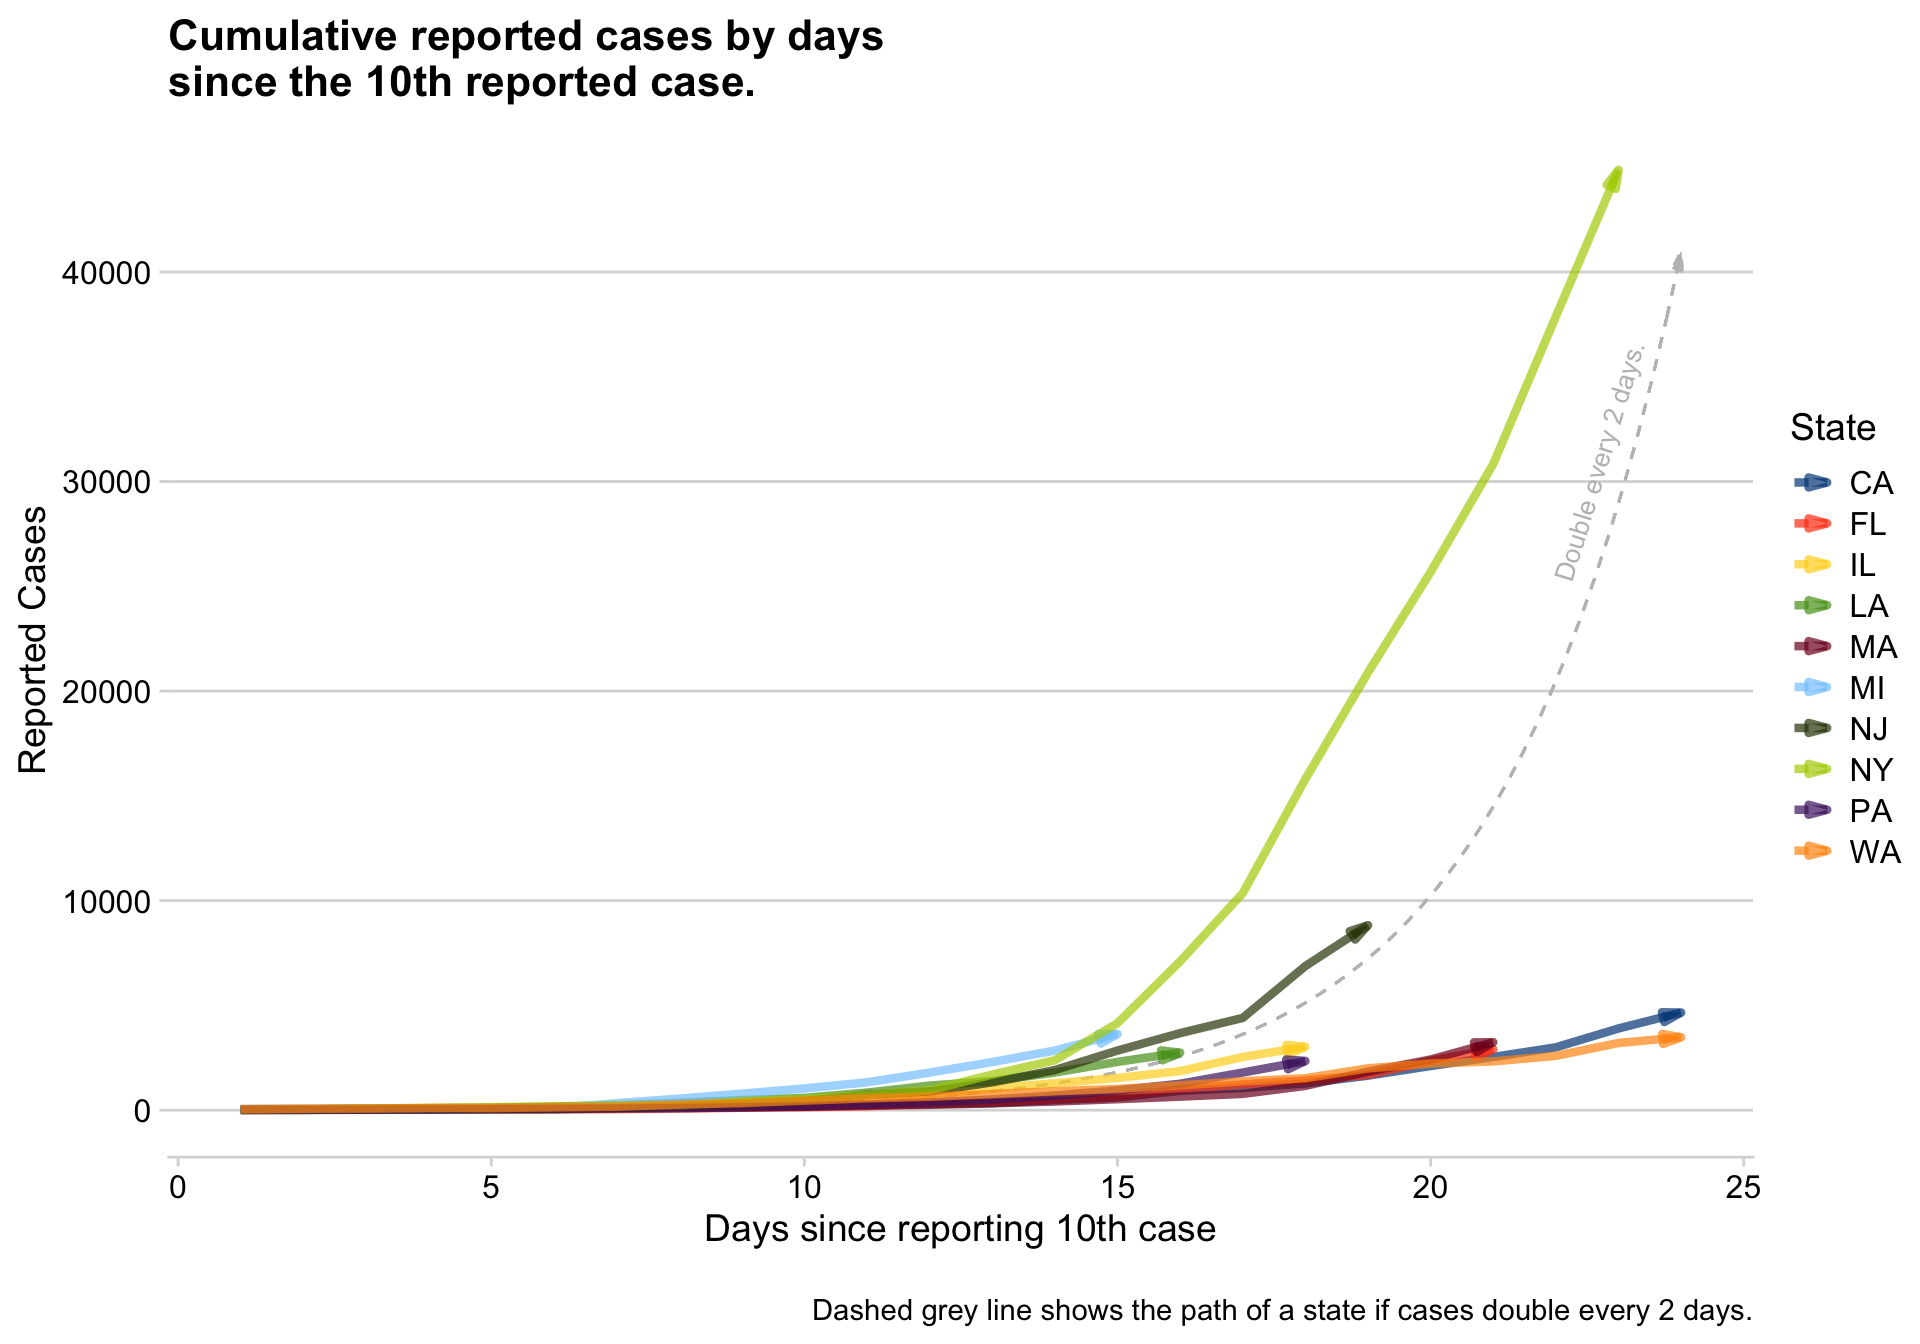 Cumulative reported cases by days
since the 10th reported case.
40000
30000
20000
10000
0
Reported Cases
Double every 2 days.
0 5 10 15 20 25
Days since reporting 10th case
State
CA
FL
IL
LA
MA
MI
NJ
NY
PA
WA
Dashed grey line shows the path of a state if cases double every 2 days.